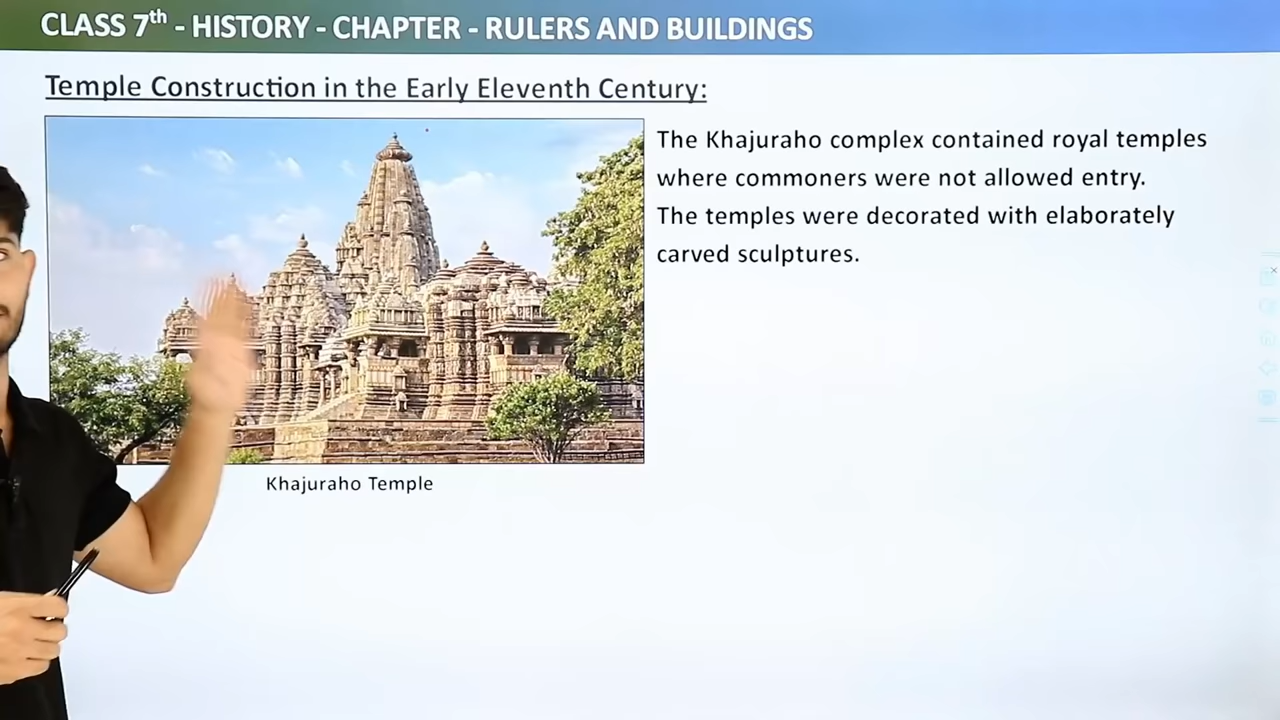 CLASS 7th - HISTORY - CHAPTER - RULERS AND BUILDINGS
Temple Construction in the Early Eleventh Century:
The Khajuraho complex contained royal temples
where commoners were not allowed entry.
The temples were decorated with elaborately
carved sculptures.
Khajuraho Temple